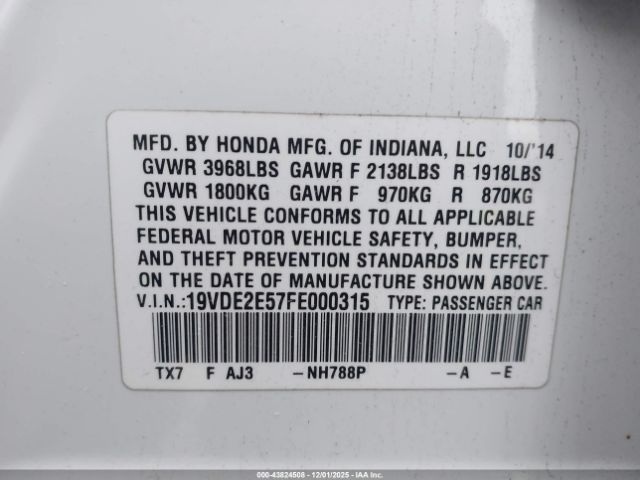 MFD. BY HONDA MFG. OF INDIANA, LLC 10/'14
GVWR 3968LBS GAWR F 2138LBS R 1918LBS
GVWR 1800KG GAWR F 970KG R 870KG
THIS VEHICLE CONFORMS TO ALL APPLICABLE
FEDERAL MOTOR VEHICLE SAFETY, BUMPER,
AND THEFT PREVENTION STANDARDS IN EFFECT
ON THE DATE OF MANUFACTURE SHOWN ABOVE.
V.I.N.:19VDE2E57FE000315 TYPE: PASSENGER CAR
TX7 F AJ3 -NH788P -A -E
000-43824508 - 12/01/2025 - IAAI.COM